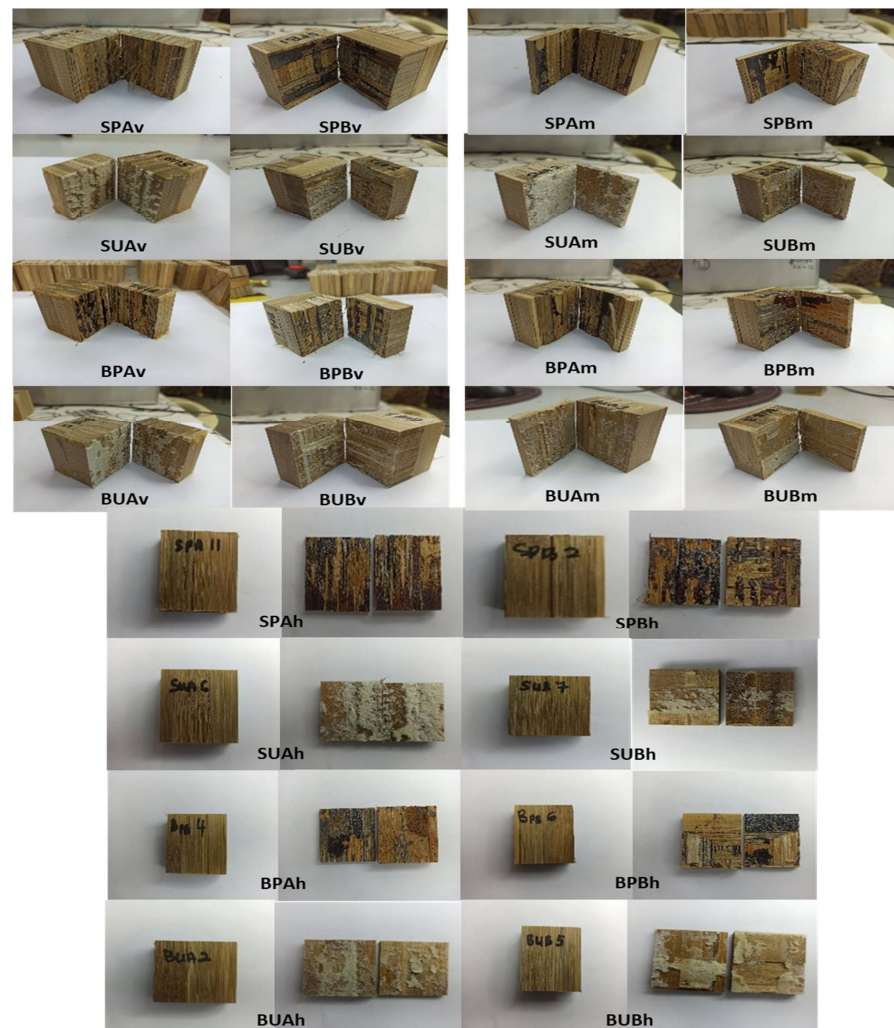 SPAv SPBv SPAm SPBm
SUAv SUBv SUAm SUBm
BPAv BPBv BPAm BPBm
BUAv BUBv BUAm BUBm
SPA 11
SPB 2
SPAh SPBh
SUA 6
SUB 7
SUAh SUBh
BPA 4
BPB 6
BPAh BPBh
BUA 2
BUB 5
BUAh BUBh